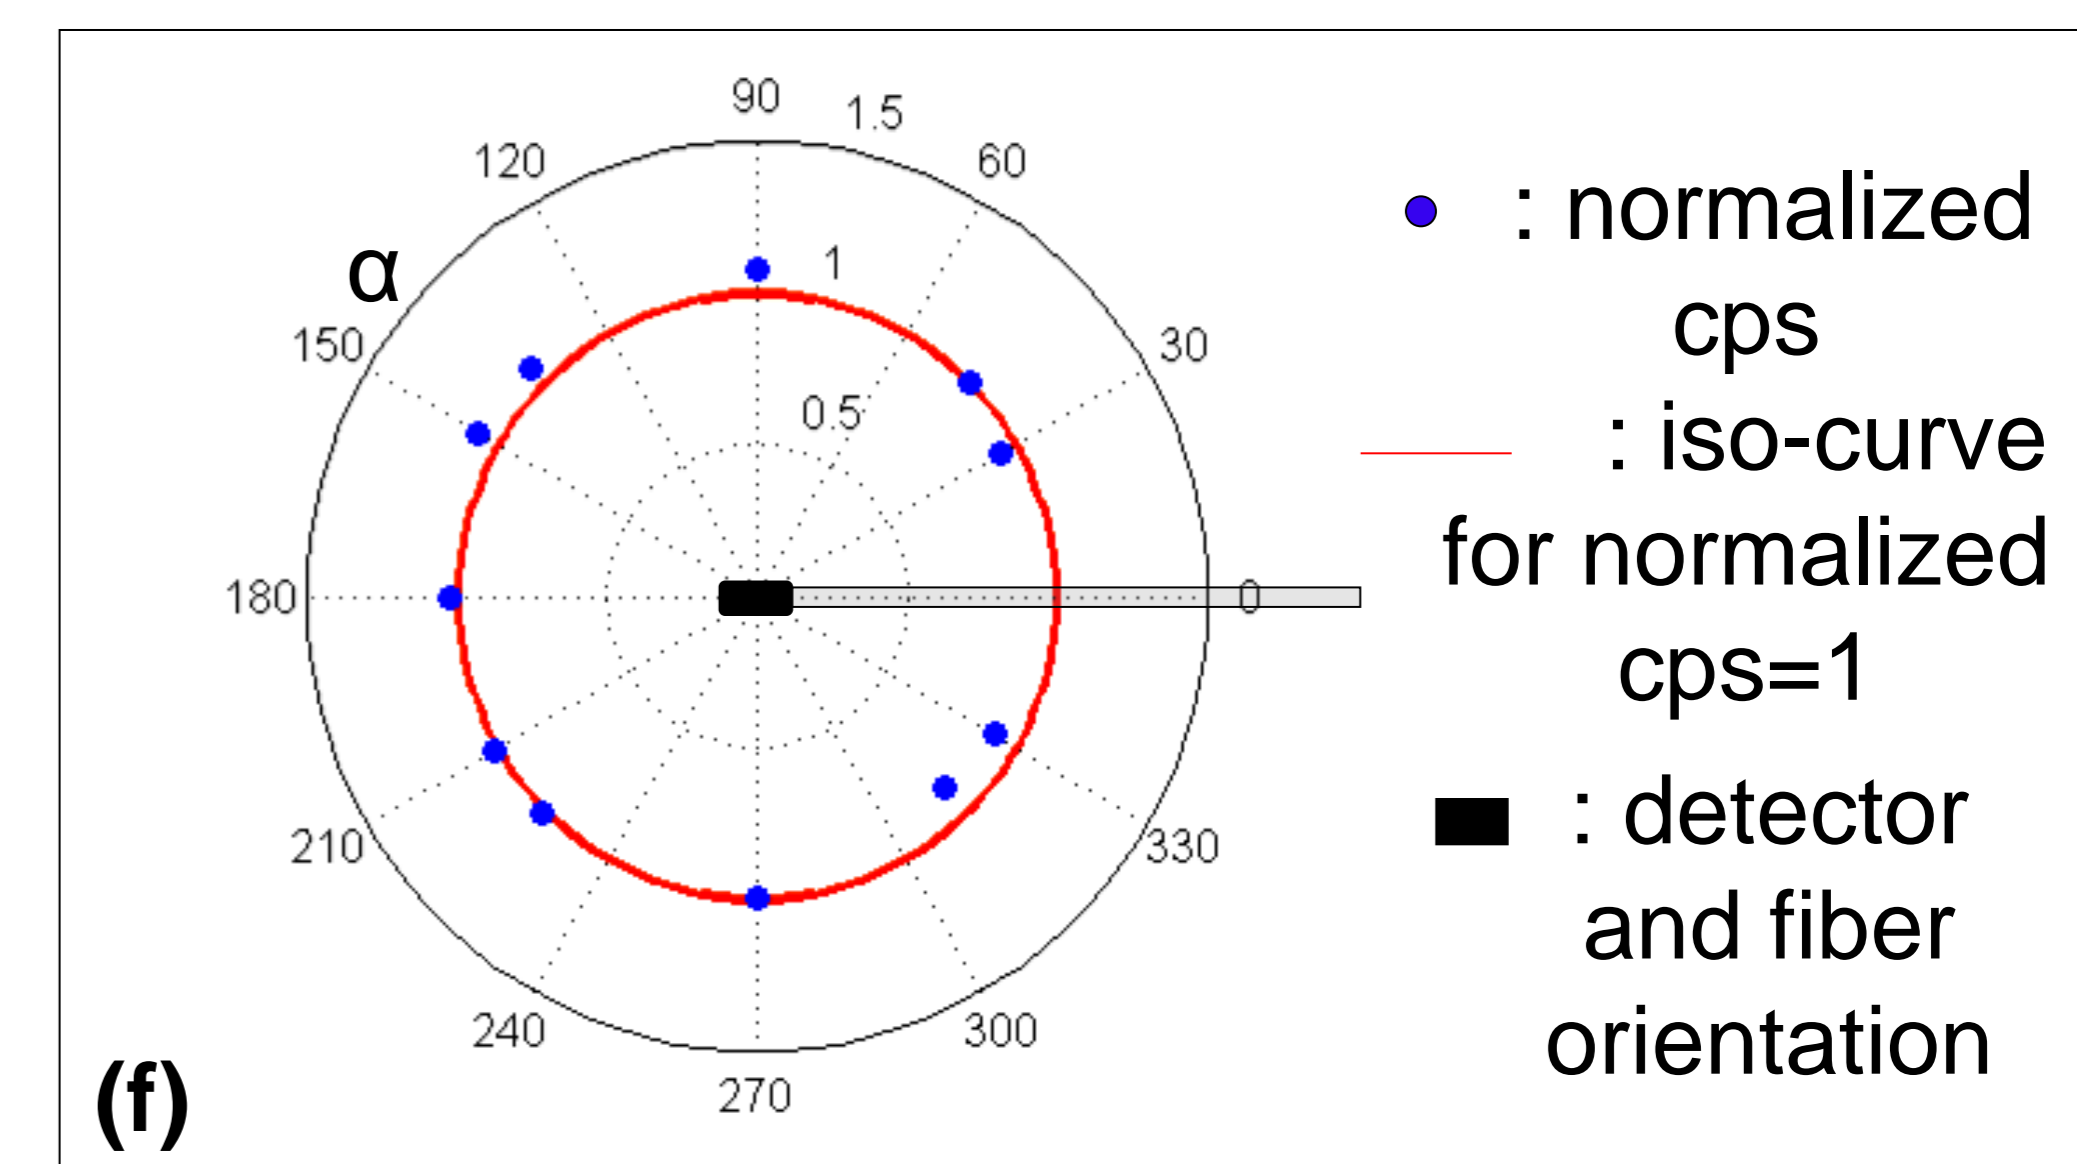 90
1.5
120
60
α
1
150
30
0.5
180
0
210
330
240
300
270
(f)
: normalized
cps
: iso-curve
for normalized
cps=1
: detector
and fiber
orientation